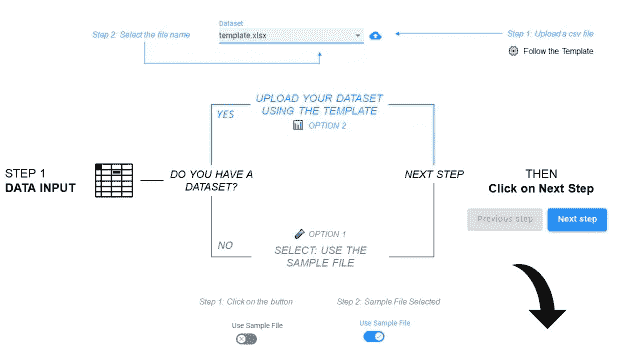 Dataset
Step 2: Select the file name
template.xlsx
Step 1: Upload a csv file
Follow the Template
YES
UPLOAD YOUR DATASET
USING THE TEMPLATE
OPTION 2
STEP 1
DATA INPUT
DO YOU HAVE A
DATASET?
NEXT STEP
THEN
Click on Next Step
Previous step
Next step
NO
OPTION 1
SELECT: USE THE
SAMPLE FILE
Step 1: Click on the button
Step 2: Sample File Selected
Use Sample File
Use Sample File